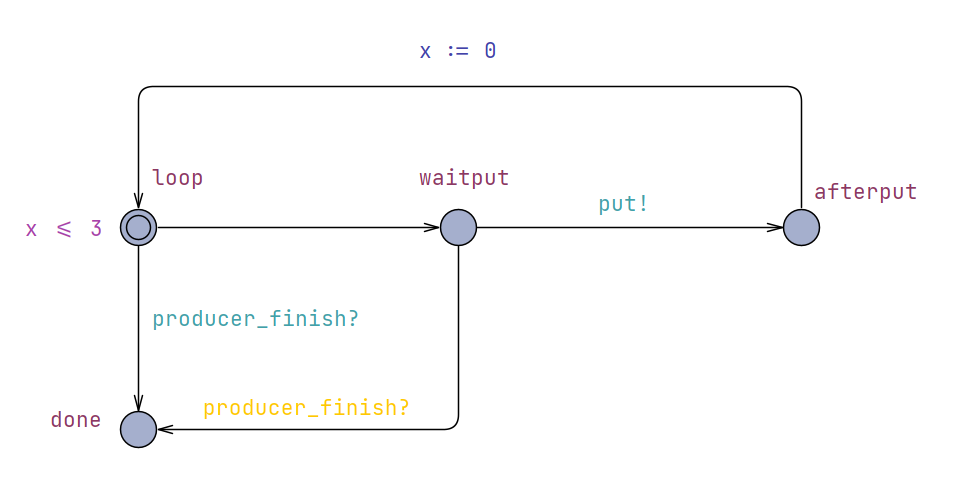 x := 0
loop
waitput
afterput
put!
x ⩽ 3
producer_finish?
producer_finish?
done